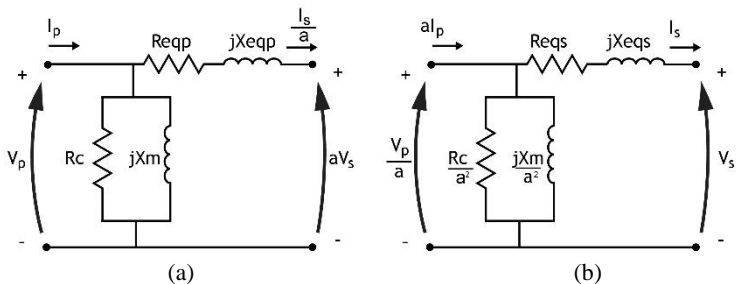 Ip
Reqp
jXeqp
Is
a
+
+
Vp
Rc
jXm
aVs
-
-
(a)
aIp
Reqs
jXeqs
Is
+
+
Vp
a
Rc
a²
jXm
a²
Vs
-
-
(b)